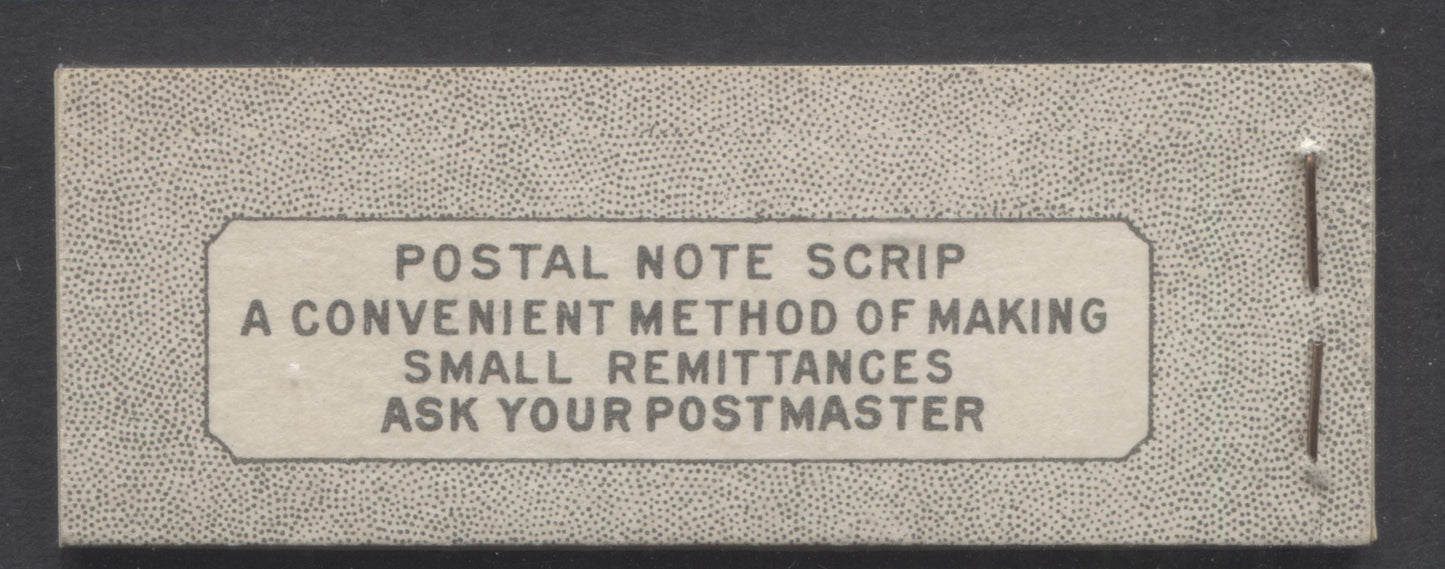 POSTAL NOTE SCRIP
A CONVENIENT METHOD OF MAKING
SMALL REMITTANCES
ASK YOUR POSTMASTER